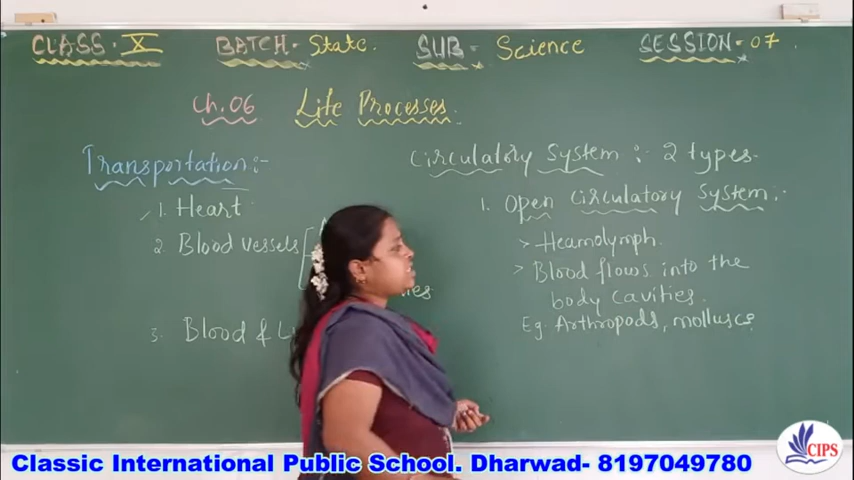 CLASS - X BATCH - State. SUB - Science SESSION - 07
Ch. 06 Life Processes.
Transportation :-
1. Heart
2. Blood vessels
3. Blood &
Circulatory System :- 2 types-
1. Open circulatory System :-
> Heamolymph.
> Blood flows into the
body cavities.
Eg. Arthropods, molluscs
CIPS
Classic International Public School. Dharwad- 8197049780